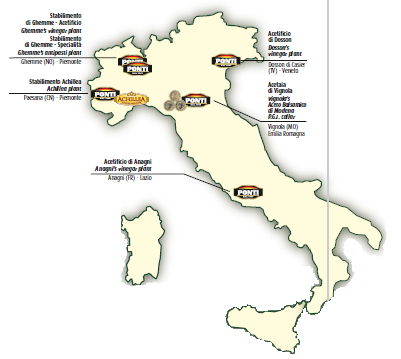 Stabilimento
di Ghemme - Acetificio
Ghemme's vinegar plant
Stabilimento
di Ghemme - Specialità
Ghemme's antipasti plant
Ghemme (NO) - Piemonte
Stabilimento Achillea
Achillea plant
Paesana (CN) - Piemonte
PONTI
PONTI
PONTI
ACHILLEA
Acetificio
di Dosson
Dosson's
vinegar plant
Dosson di Casier
(TV) - Veneto
PONTI
Acetaia
di Vignola
vignola's
Aceto Balsamico
di Modena
P.G.I. cellar
Vignola (MO)
Emilia Romagna
PONTI
Acetificio di Anagni
Anagni's vinegar plant
Anagni (FR) - Lazio
PONTI